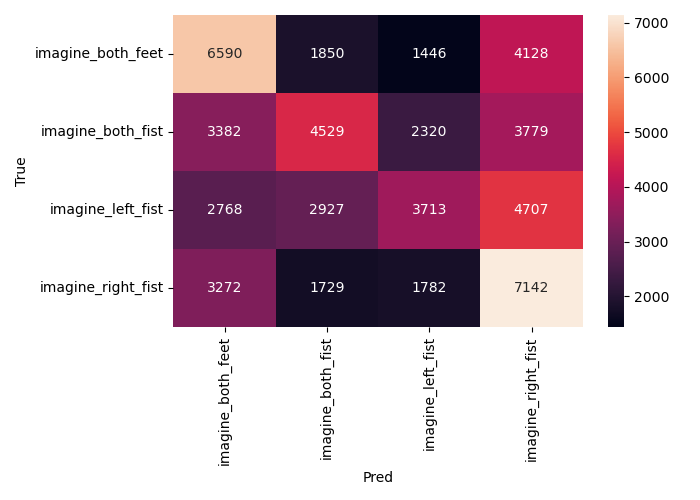 imagine_both_feet 6590 1850 1446 4128
imagine_both_fist 3382 4529 2320 3779
imagine_left_fist 2768 2927 3713 4707
imagine_right_fist 3272 1729 1782 7142
True
imagine_both_feet
imagine_both_fist
imagine_left_fist
imagine_right_fist
Pred
7000
6000
5000
4000
3000
2000